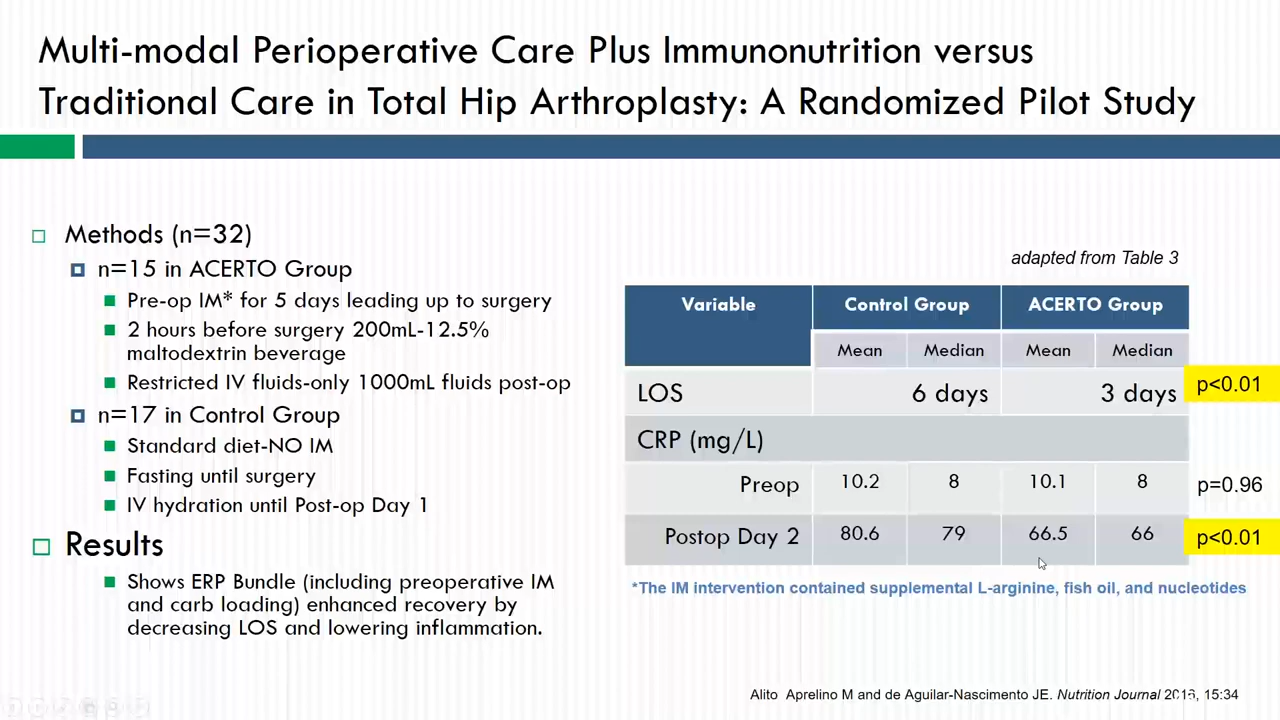 Multi-modal Perioperative Care Plus Immunonutrition versus
Traditional Care in Total Hip Arthroplasty: A Randomized Pilot Study
Methods (n=32)
n=15 in ACERTO Group
Pre-op IM* for 5 days leading up to surgery
2 hours before surgery 200mL-12.5%
maltodextrin beverage
Restricted IV fluids-only 1000mL fluids post-op
n=17 in Control Group
Standard diet-NO IM
Fasting until surgery
IV hydration until Post-op Day 1
Results
Shows ERP Bundle (including preoperative IM
and carb loading) enhanced recovery by
decreasing LOS and lowering inflammation.
adapted from Table 3
Variable Control Group ACERTO Group
Mean Median Mean Median
LOS 6 days 3 days p<0.01
CRP (mg/L)
Preop 10.2 8 10.1 8 p=0.96
Postop Day 2 80.6 79 66.5 66 p<0.01
*The IM intervention contained supplemental L-arginine, fish oil, and nucleotides
Alito Aprelino M and de Aguilar-Nascimento JE. Nutrition Journal 2016, 15:34